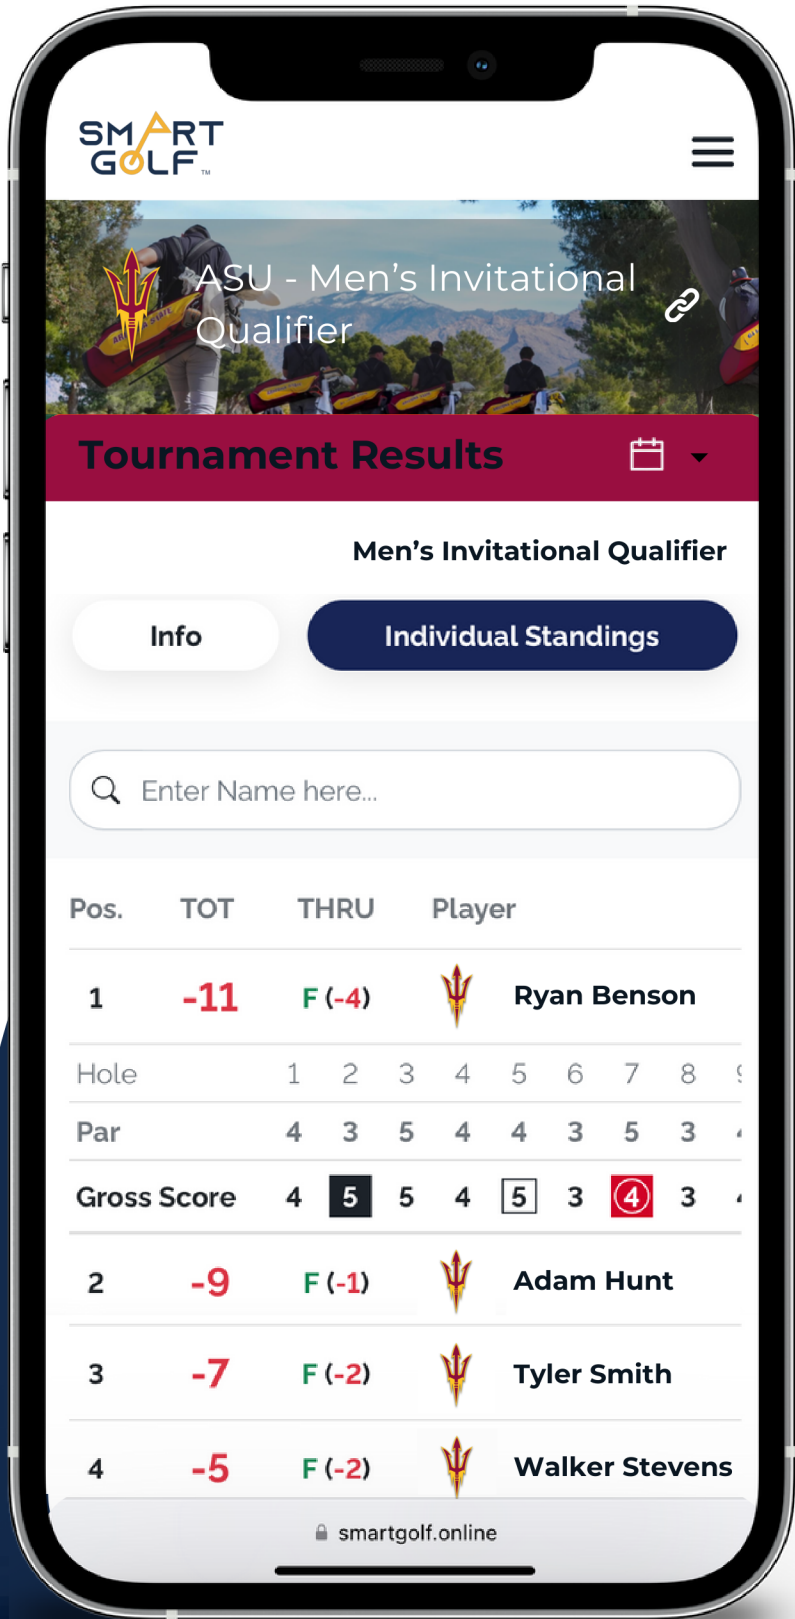 SMART
GOLF™
ASU - Men’s Invitational
Qualifier
ARIZONA STATE
Tournament Results
Men’s Invitational Qualifier
Info
Individual Standings
Enter Name here...
Pos. TOT THRU Player
1 -11 F (-4) Ryan Benson
Hole 1 2 3 4 5 6 7 8
Par 4 3 5 4 4 3 5 3
Gross Score 4 5 5 4 5 3 4 3
2 -9 F (-1) Adam Hunt
3 -7 F (-2) Tyler Smith
4 -5 F (-2) Walker Stevens
smartgolf.online